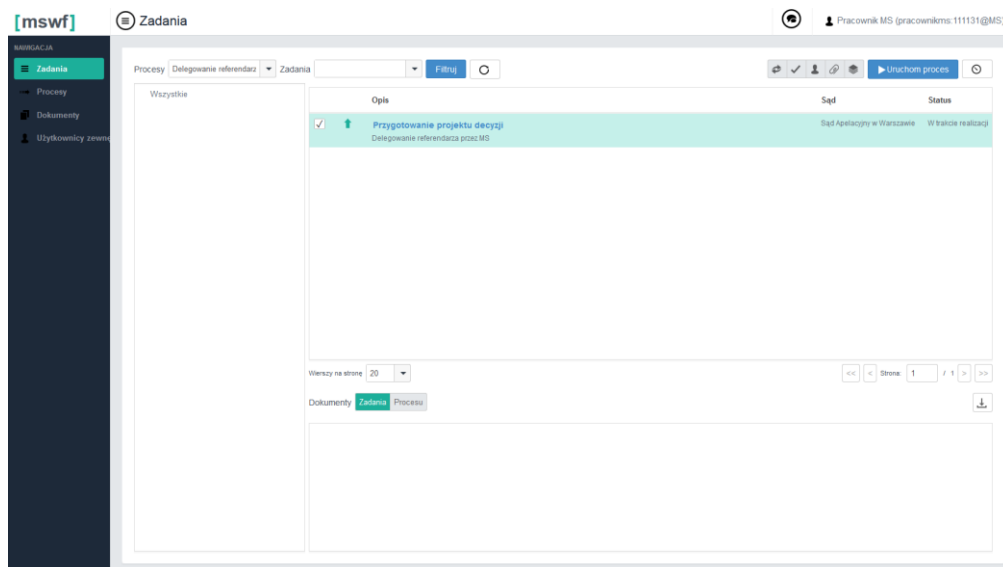 [mswf]
Zadania
Pracownik MS (pracownikms:111131@MS)
NAWIGACJA
Zadania
Procesy
Dokumenty
Użytkownicy zewnę
Procesy Delegowanie referendarz Zadania Filtruj
Uruchom proces
Wszystkie
Opis Sąd Status
Przygotowanie projektu decyzji Sąd Apelacyjny w Warszawie W trakcie realizacji
Delegowanie referendarza przez MS
Wierszy na stronę 20
<< < Strona: 1 / 1 > >>
Dokumenty Zadania Procesu